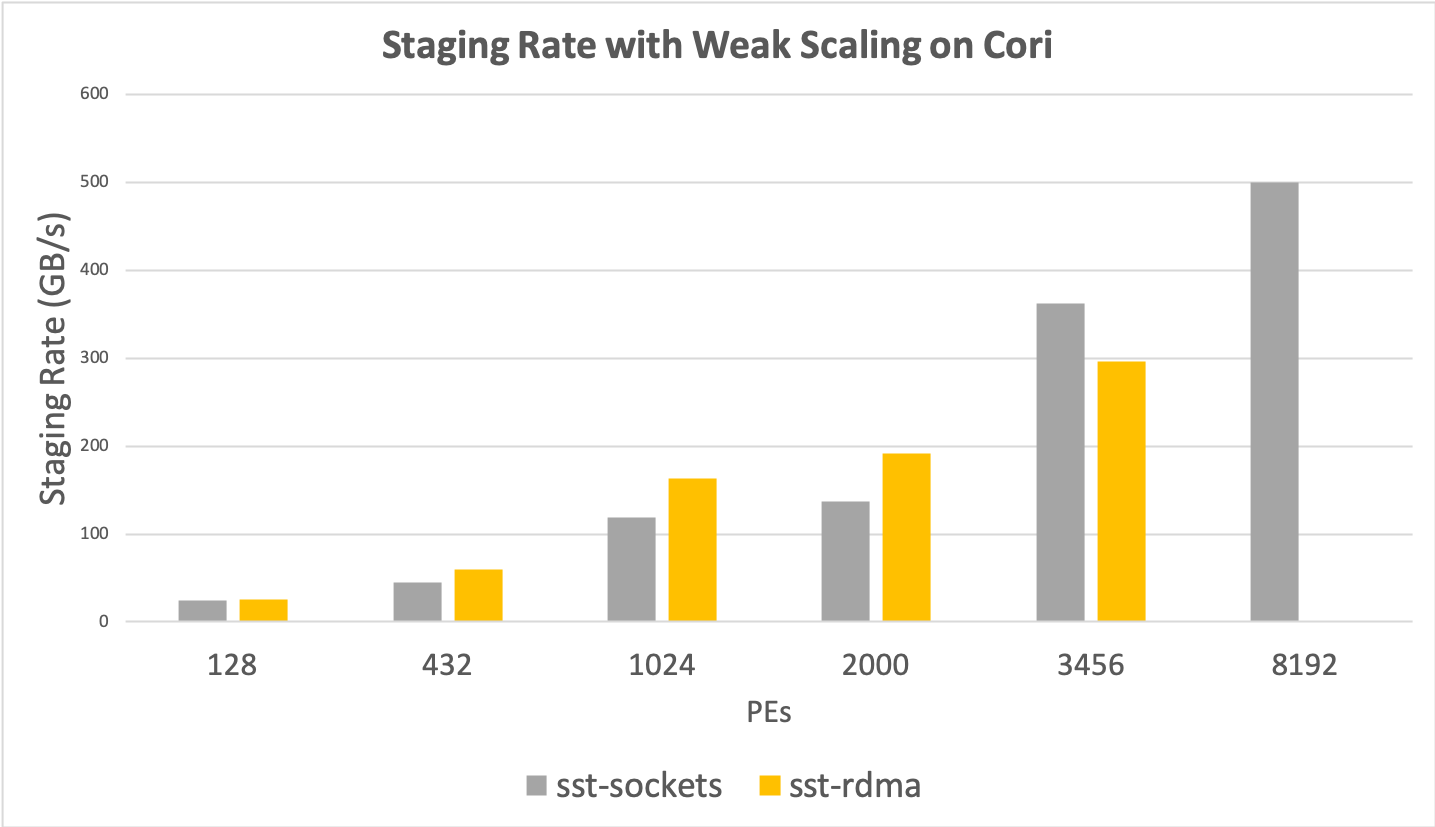 Staging Rate with Weak Scaling on Cori
Staging Rate (GB/s)
600
500
400
300
200
100
0
128 432 1024 2000 3456 8192
PEs
sst-sockets sst-rdma